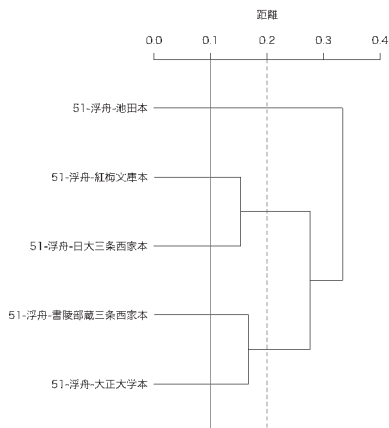 距離
0.0 0.1 0.2 0.3 0.4
51-浮舟-池田本
51-浮舟-紅梅文庫本
51-浮舟-日大三条西家本
51-浮舟-書陵部蔵三条西家本
51-浮舟-大正大学本